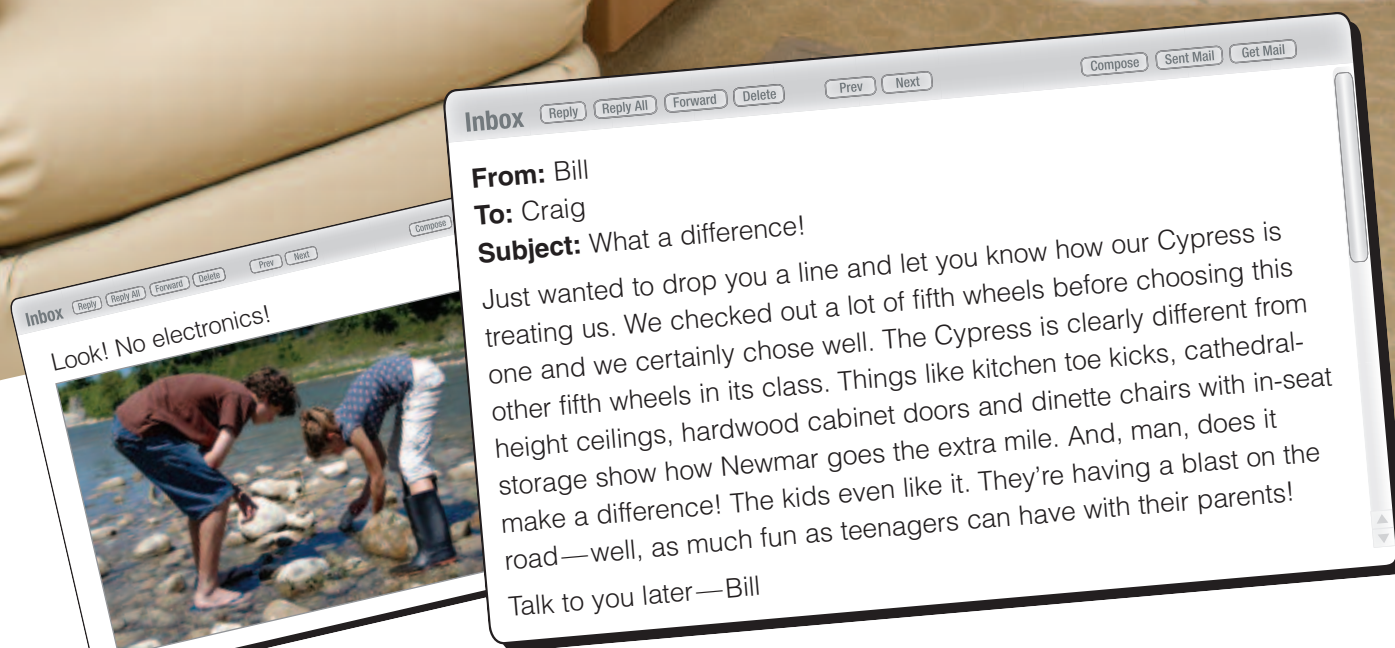 Inbox Reply Reply All Forward Delete Prev Next Compose Sent Mail Get Mail
From: Bill
To: Craig
Subject: What a difference!
Just wanted to drop you a line and let you know how our Cypress is
treating us. We checked out a lot of fifth wheels before choosing this
one and we certainly chose well. The Cypress is clearly different from
other fifth wheels in its class. Things like kitchen toe kicks, cathedral-
height ceilings, hardwood cabinet doors and dinette chairs with in-seat
storage show how Newmar goes the extra mile. And, man, does it
make a difference! The kids even like it. They’re having a blast on the
road—well, as much fun as teenagers can have with their parents!
Talk to you later—Bill
Inbox Reply Reply All Forward Delete Prev Next Compose
Look! No electronics!